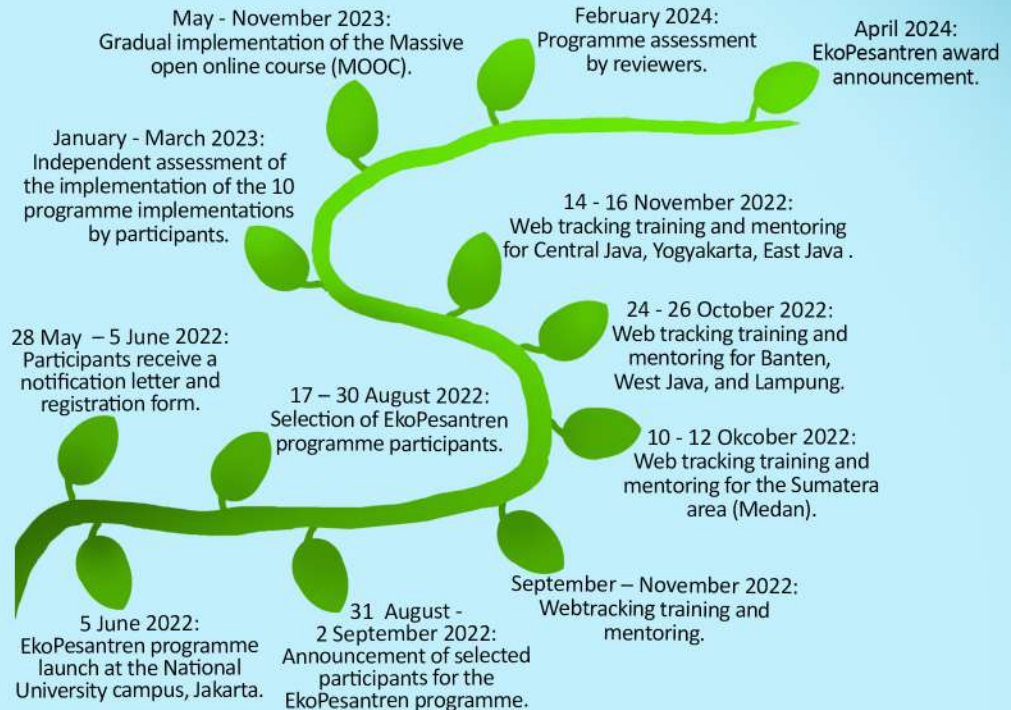 May - November 2023:
Gradual implementation of the Massive
open online course (MOOC).
February 2024:
Programme assessment
by reviewers.
April 2024:
EkoPesantren award
announcement.
January - March 2023:
Independent assessment of
the implementation of the 10
programme implementations
by participants.
14 - 16 November 2022:
Web tracking training and mentoring
for Central Java, Yogyakarta, East Java .
24 - 26 October 2022:
Web tracking training and
mentoring for Banten,
West Java, and Lampung.
28 May – 5 June 2022:
Participants receive a
notification letter and
registration form.
17 – 30 August 2022:
Selection of EkoPesantren
programme participants.
10 - 12 Okcober 2022:
Web tracking training and
mentoring for the Sumatera
area (Medan).
September – November 2022:
Webtracking training and
mentoring.
5 June 2022:
EkoPesantren programme
launch at the National
University campus, Jakarta.
31 August -
2 September 2022:
Announcement of selected
participants for the
EkoPesantren programme.